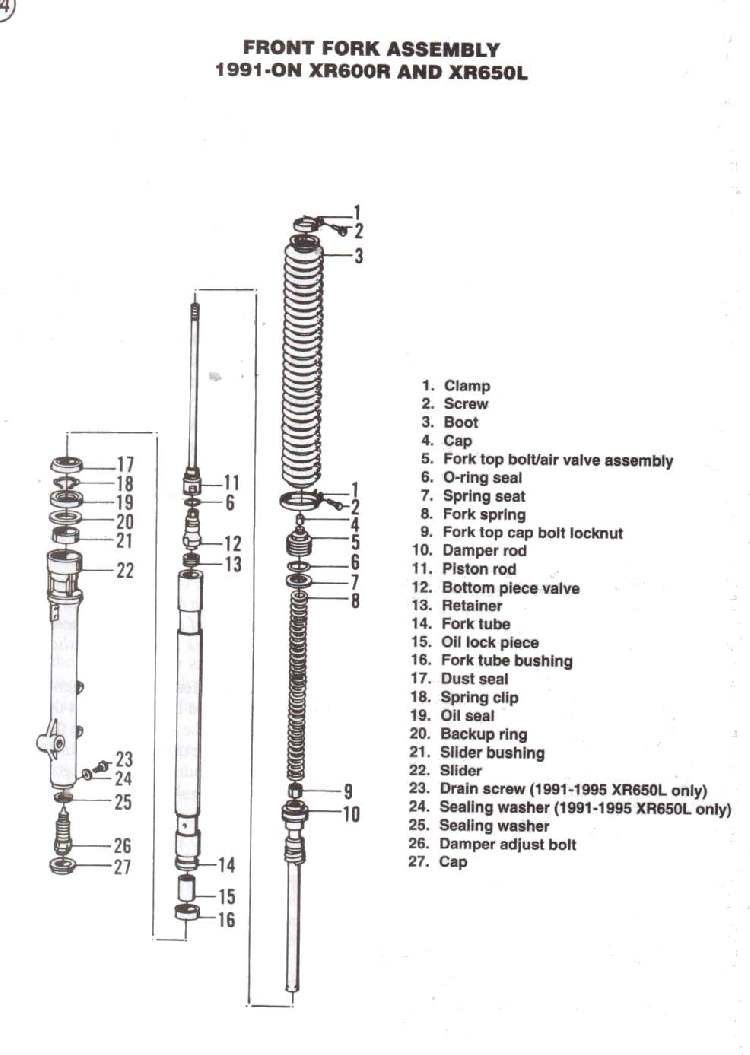 4
FRONT FORK ASSEMBLY
1991-ON XR600R AND XR650L
1
2
3
1
2
4
5
6
7
8
9
10
11
6
12
13
14
15
16
17
18
19
20
21
22
23
24
25
26
27
1. Clamp
2. Screw
3. Boot
4. Cap
5. Fork top bolt/air valve assembly
6. O-ring seal
7. Spring seat
8. Fork spring
9. Fork top cap bolt locknut
10. Damper rod
11. Piston rod
12. Bottom piece valve
13. Retainer
14. Fork tube
15. Oil lock piece
16. Fork tube bushing
17. Dust seal
18. Spring clip
19. Oil seal
20. Backup ring
21. Slider bushing
22. Slider
23. Drain screw (1991-1995 XR650L only)
24. Sealing washer (1991-1995 XR650L only)
25. Sealing washer
26. Damper adjust bolt
27. Cap